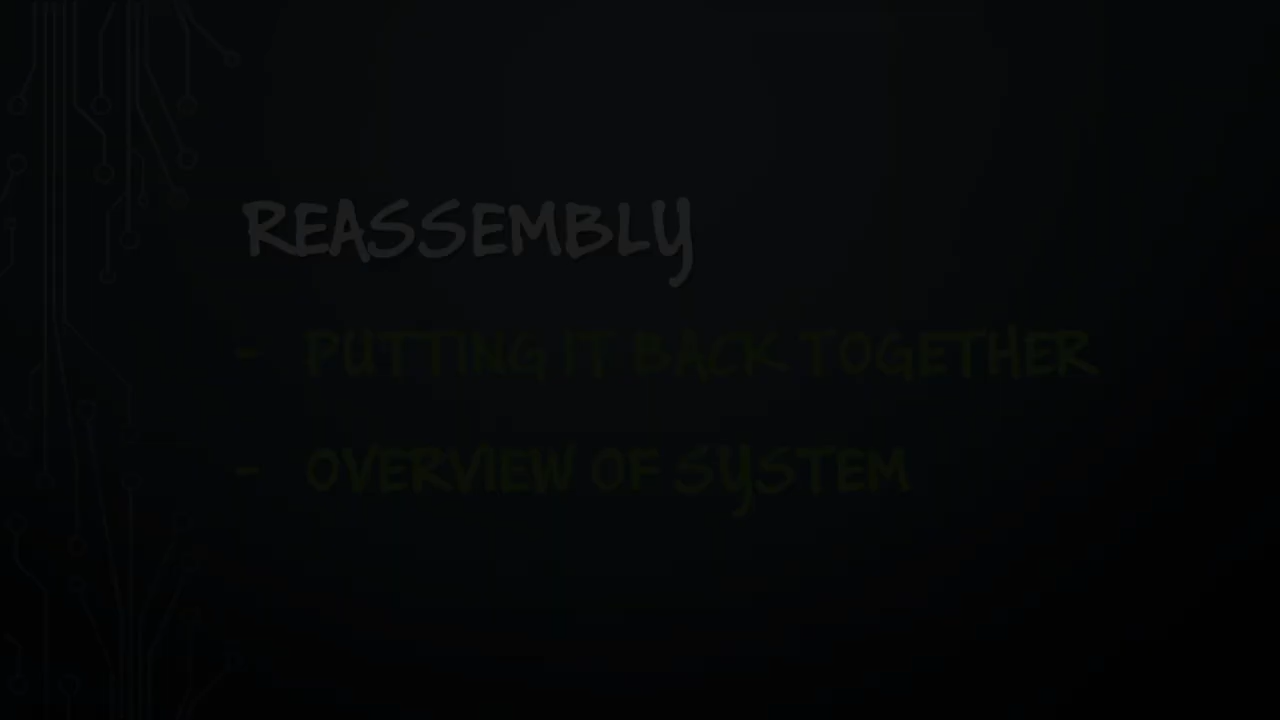 REASSEMBLY
- PUTTING IT BACK TOGETHER
- OVERVIEW OF SYSTEM